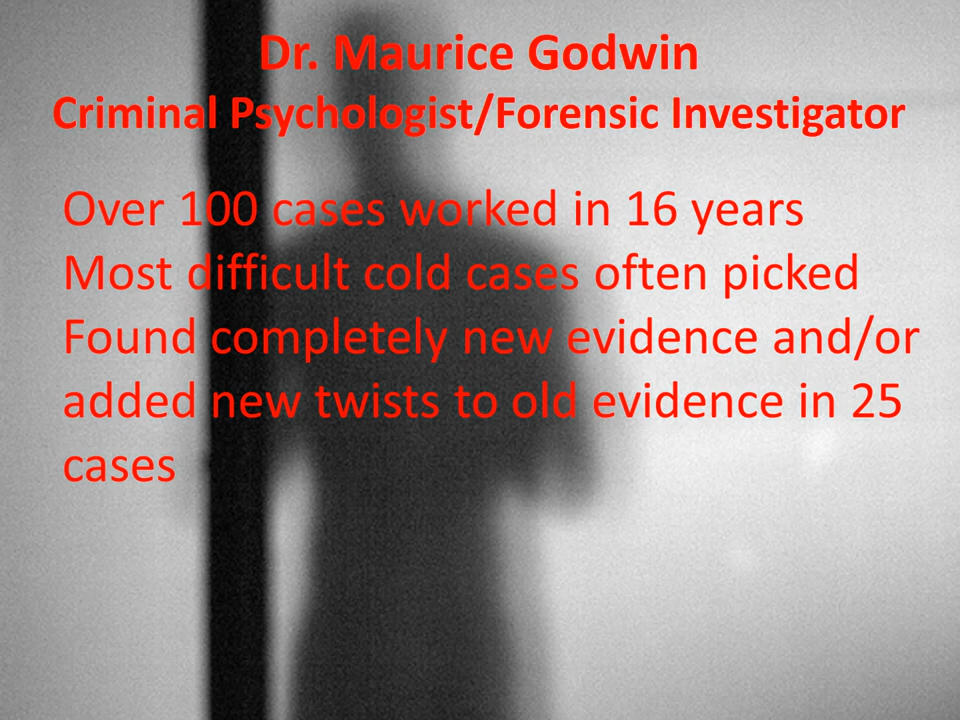 Dr. Maurice Godwin
Criminal Psychologist/Forensic Investigator
Over 100 cases worked in 16 years
Most difficult cold cases often picked
Found completely new evidence and/or
added new twists to old evidence in 25
cases